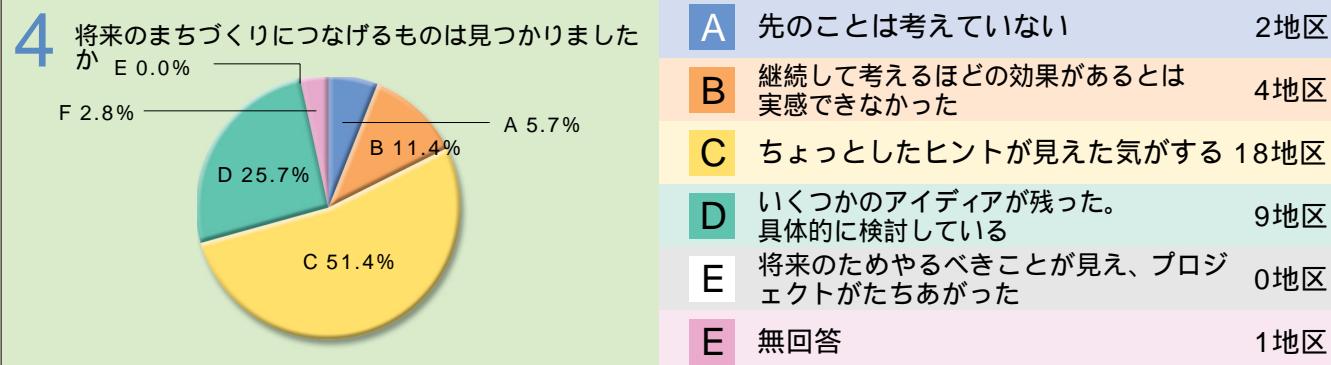 4
将来のまちづくりにつなげるものは見つかりました
か
E 0.0%
F 2.8%
A 5.7%
B 11.4%
D 25.7%
C 51.4%
A 先のことは考えていない 2地区
B 継続して考えるほどの効果があるとは
実感できなかった 4地区
C ちょっとしたヒントが見えた気がする 18地区
D いくつかのアイディアが残った。
具体的に検討している 9地区
E 将来のためやるべきことが見え、プロジ
ェクトがたちあがった 0地区
E 無回答 1地区